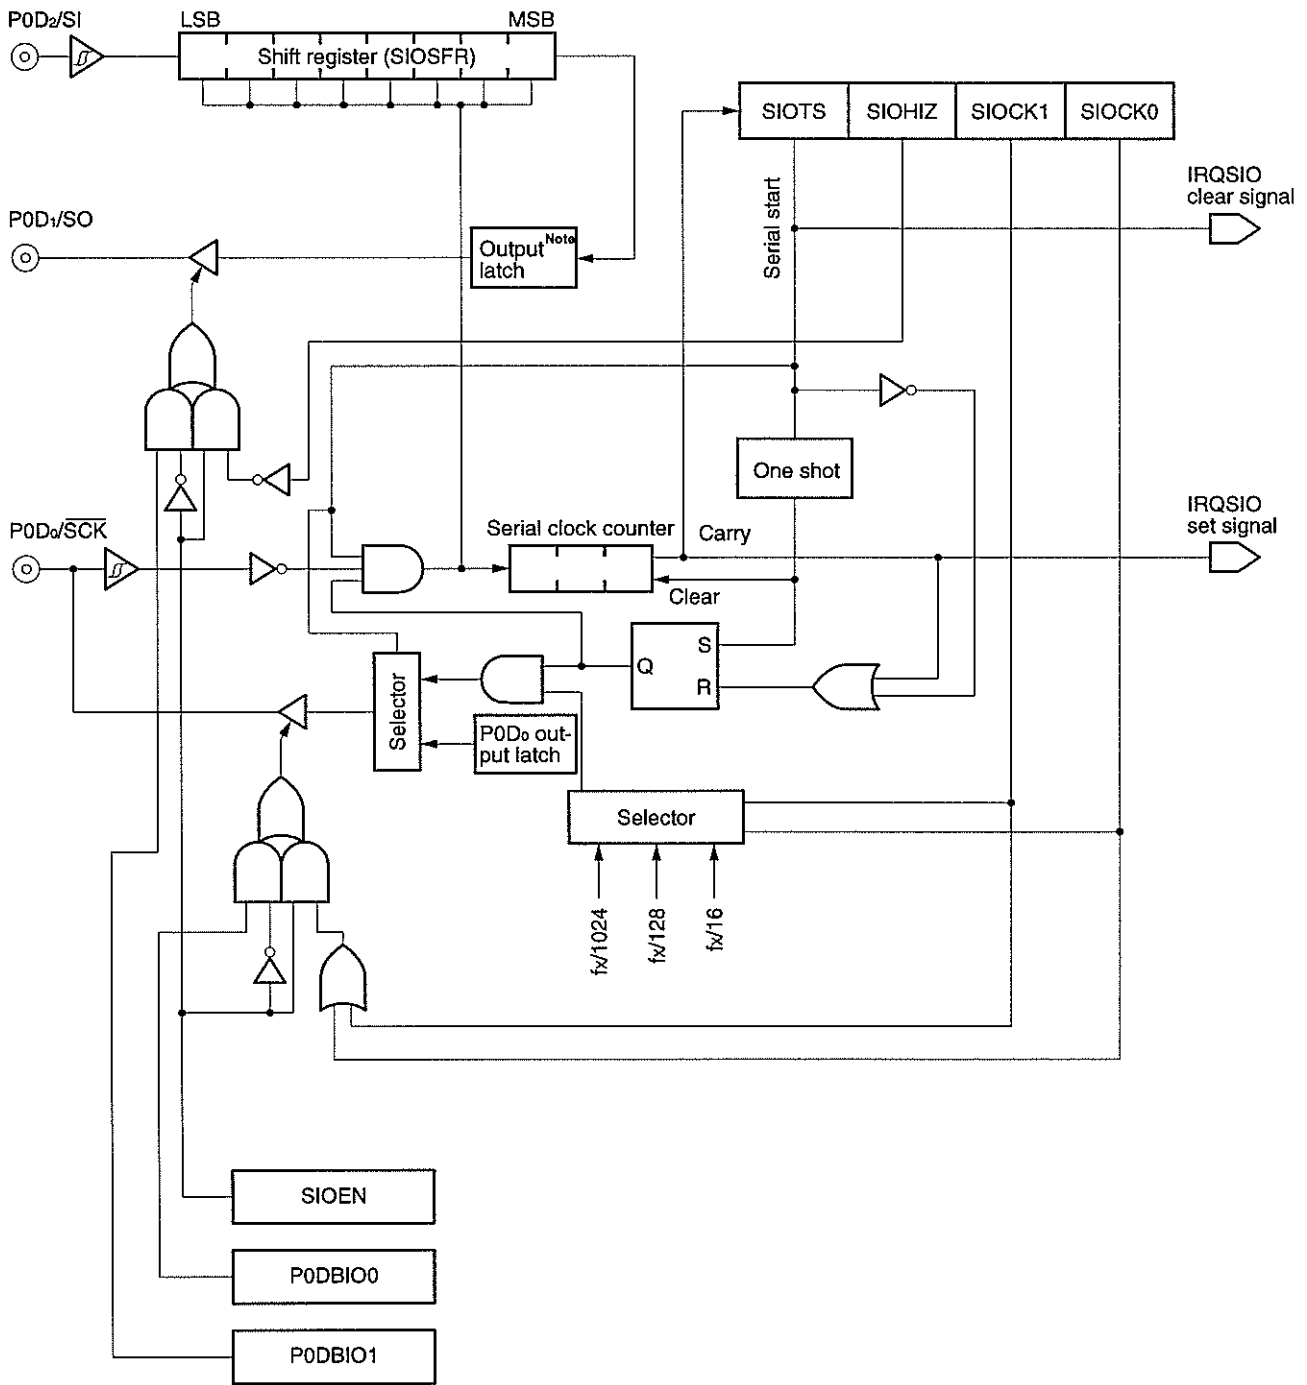 P0D₂/SI
LSB
MSB
Shift register (SIOSFR)
SIOTS
SIOHIZ
SIOCK1
SIOCK0
IRQSIO
clear signal
Serial start
P0D₁/SO
Output Note
latch
One shot
IRQSIO
set signal
P0D₀/S̅C̅K̅
Serial clock counter
Carry
Clear
S
Q
R
Selector
P0D₀ out-
put latch
Selector
fx/1024
fx/128
fx/16
SIOEN
P0DBIO0
P0DBIO1